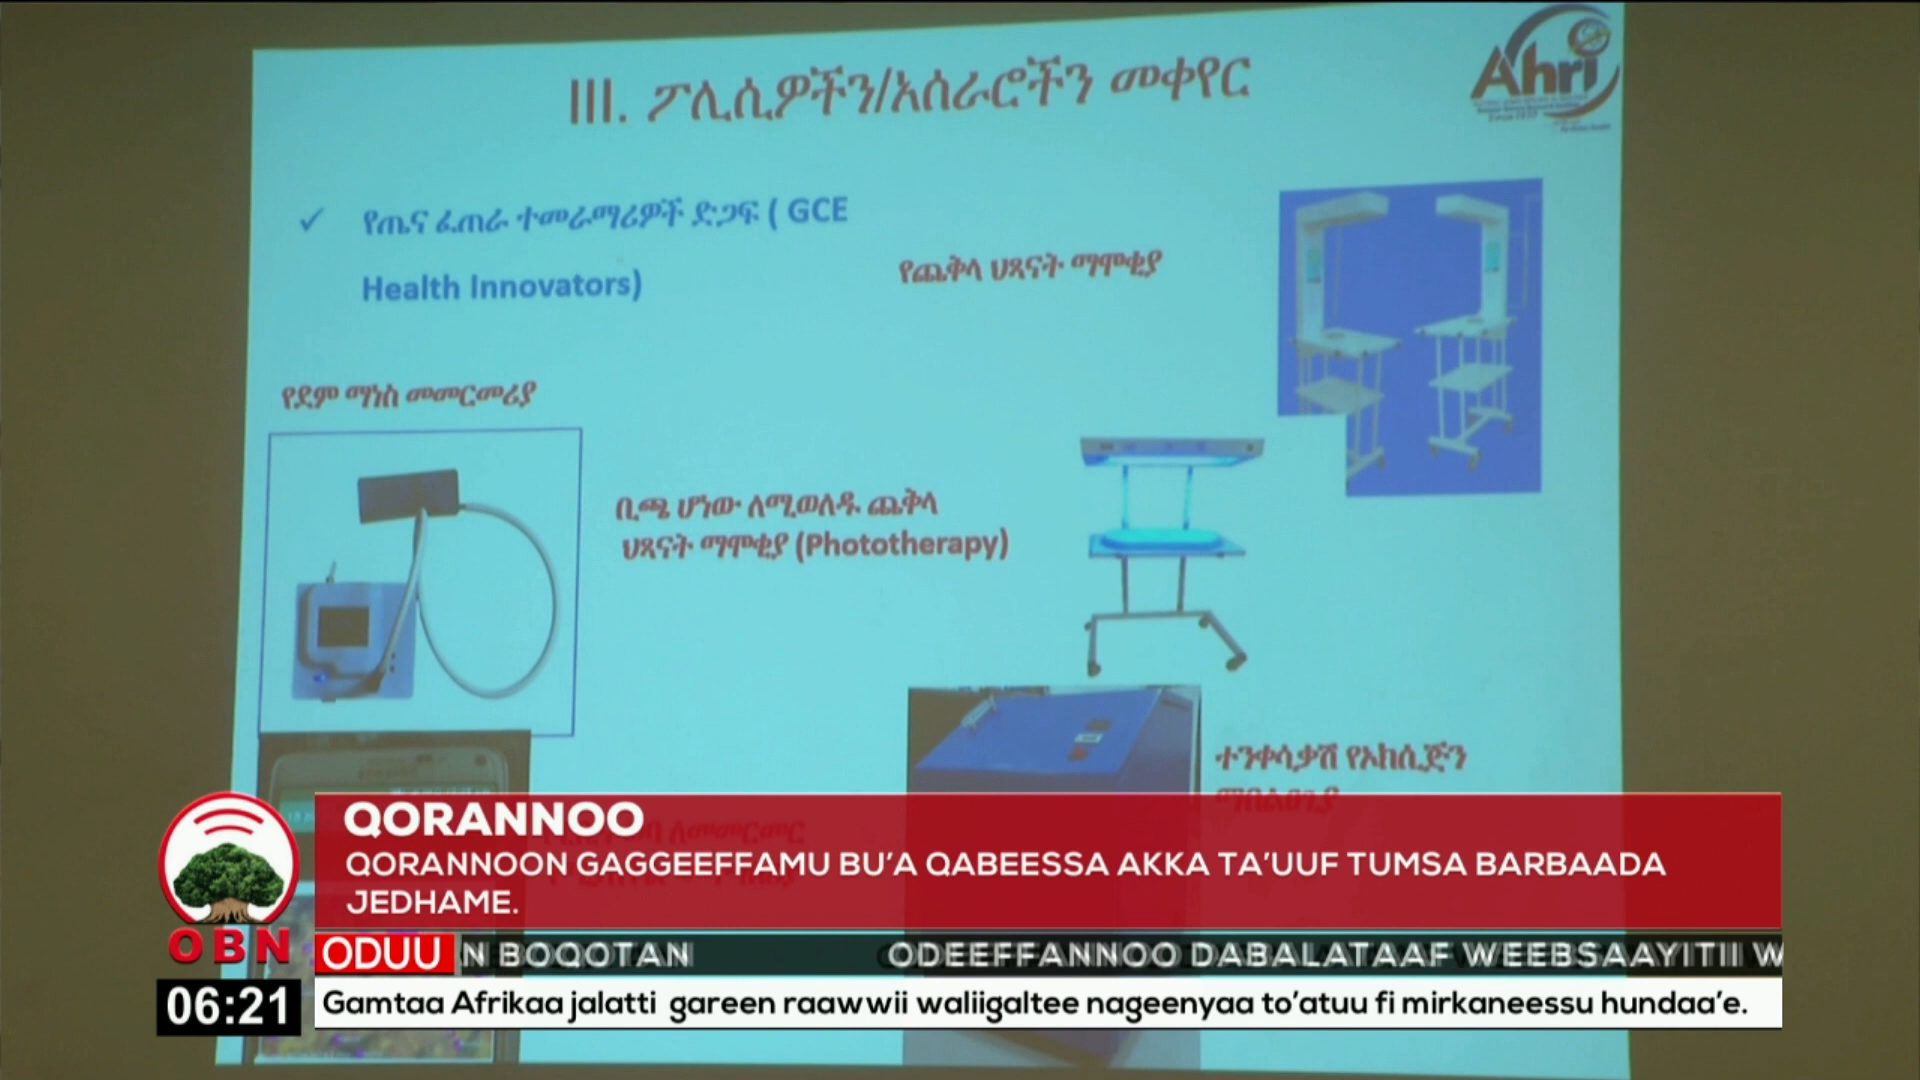 III. ፖሊሲዎችን/አሰራሮችን መቀየር
Ahri
✓ የጤና ፈጠራ ተመራማሪዎች ድጋፍ ( GCE
Health Innovators)
የጨቅላ ህጻናት ማሞቂያ
የደም ማነስ መመርመሪያ
ቢጫ ሆነው ለሚወለዱ ጨቅላ
ህጻናት ማሞቂያ (Phototherapy)
ተንቀሳቃሽ የኦክሲጅን
QORANNOO
QORANNOON GAGGEEFFAMU BU'A QABEESSA AKKA TA'UUF TUMSA BARBAADA
JEDHAME.
OBN
ODUU N BOQOTAN ODEEFFANNOO DABALATAAF WEEBSAAYITII W
06:21
Gamtaa Afrikaa jalatti gareen raawwii waliigaltee nageenyaa to'atuu fi mirkaneessu hundaa'e.